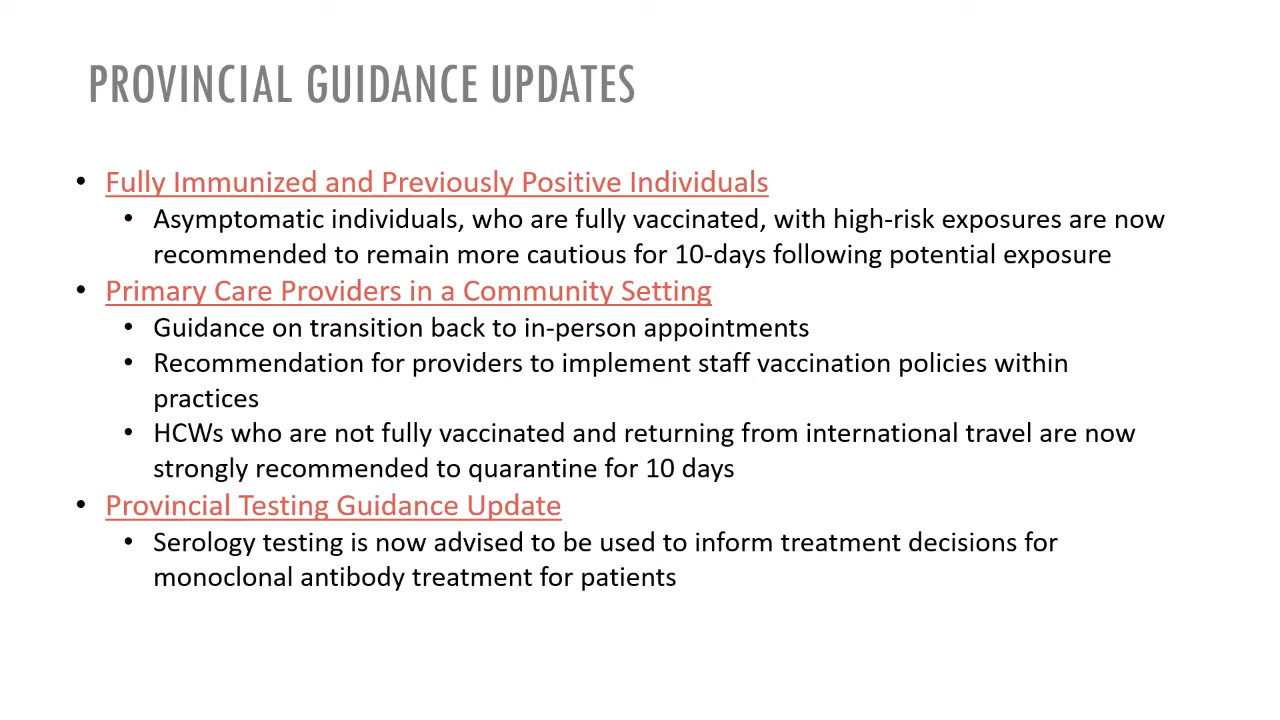 PROVINCIAL GUIDANCE UPDATES
• Fully Immunized and Previously Positive Individuals
• Asymptomatic individuals, who are fully vaccinated, with high-risk exposures are now
recommended to remain more cautious for 10-days following potential exposure
• Primary Care Providers in a Community Setting
• Guidance on transition back to in-person appointments
• Recommendation for providers to implement staff vaccination policies within
practices
• HCWs who are not fully vaccinated and returning from international travel are now
strongly recommended to quarantine for 10 days
• Provincial Testing Guidance Update
• Serology testing is now advised to be used to inform treatment decisions for
monoclonal antibody treatment for patients